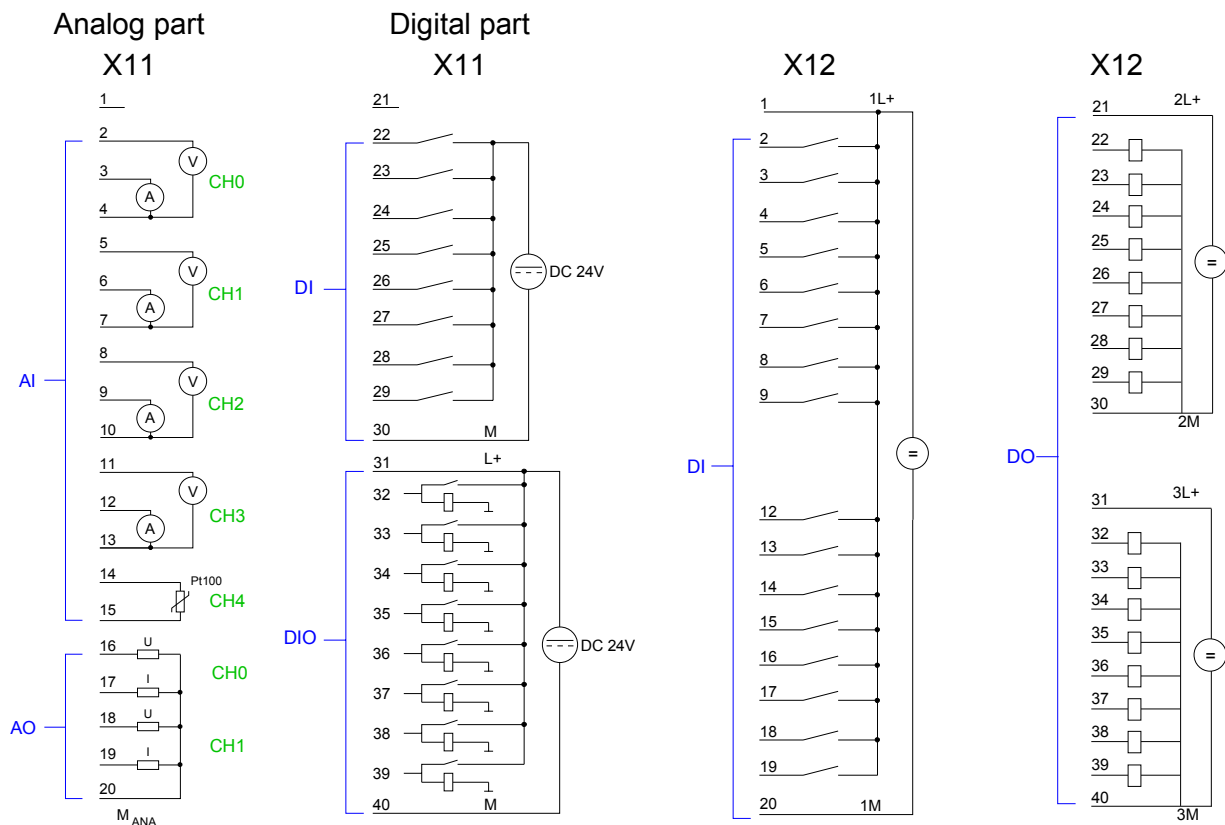 Analog part
X11
1
2
V
3
CH0
A
4
5
V
6
CH1
A
7
8
V
9
CH2
A
10
11
V
12
CH3
A
13
14
Pt100
CH4
15
AI
16
U
CH0
17
I
18
U
CH1
19
I
20
M ANA
AO
Digital part
X11
21
22
23
24
25
DC 24V
26
DI
27
28
29
30
M
31
L+
32
33
34
35
DIO
36
DC 24V
37
38
39
40
M
X12
1
1L+
2
3
4
5
6
7
8
9
=
DI
12
13
14
15
16
17
18
19
20
1M
X12
21
2L+
22
23
24
25
=
26
27
28
29
30
2M
DO
31
3L+
32
33
34
35
=
36
37
38
39
40
3M